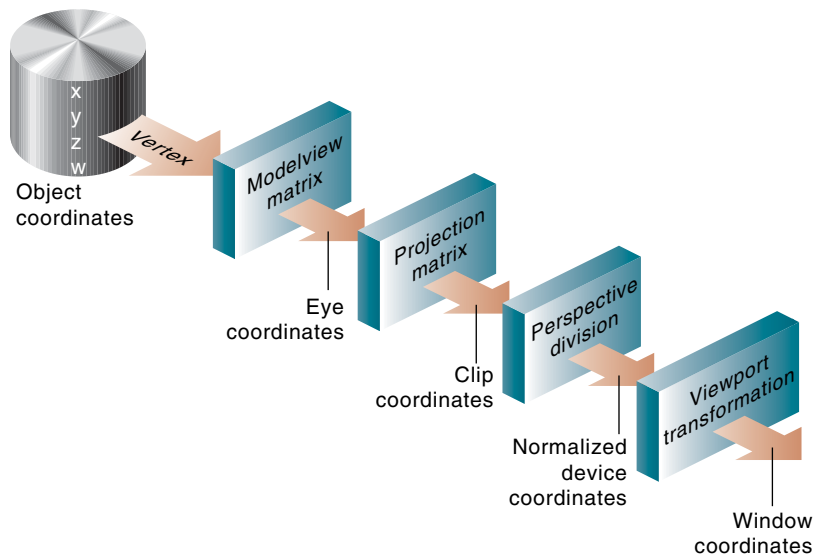 x
y
z
w
Vertex
Object
coordinates
Modelview
matrix
Eye
coordinates
Projection
matrix
Clip
coordinates
Perspective
division
Normalized
device
coordinates
Viewport
transformation
Window
coordinates